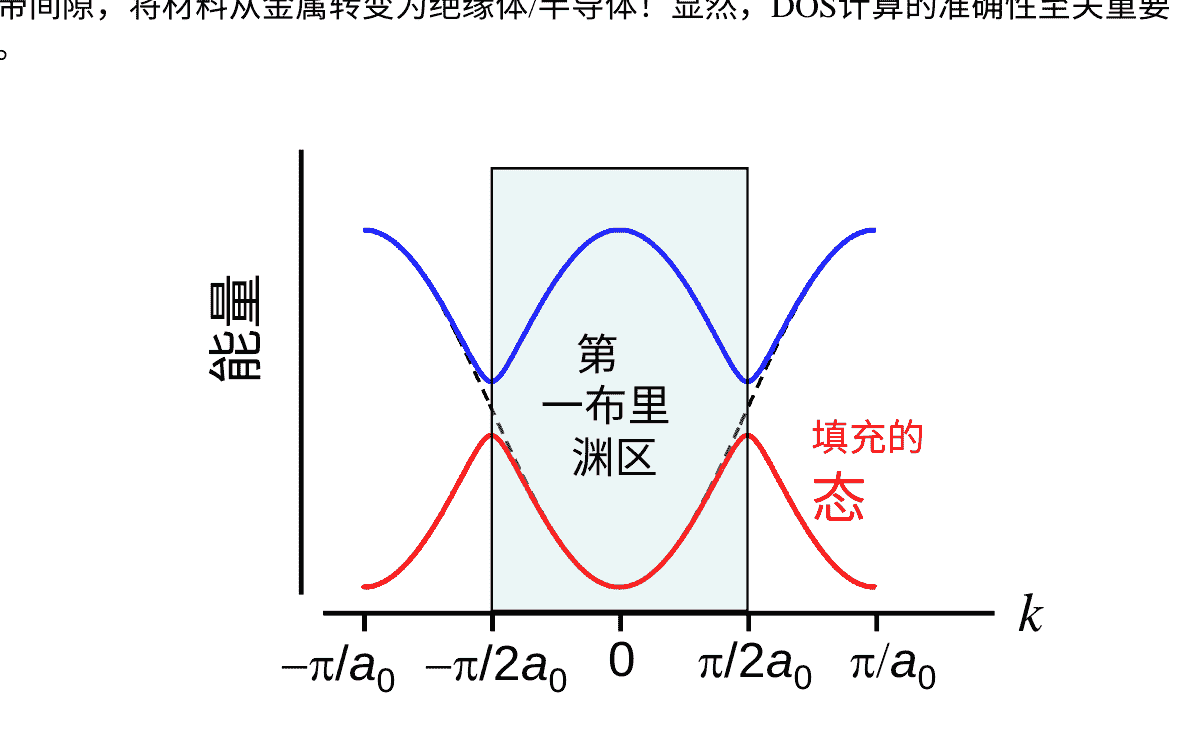 带间隙，将材料从金属转变为绝缘体/半导体！显然，DOS计算的准确性至关重要
。
能量
第
一布里
渊区
填充的
态
k
–π/a0
–π/2a0
0
π/2a0
π/a0